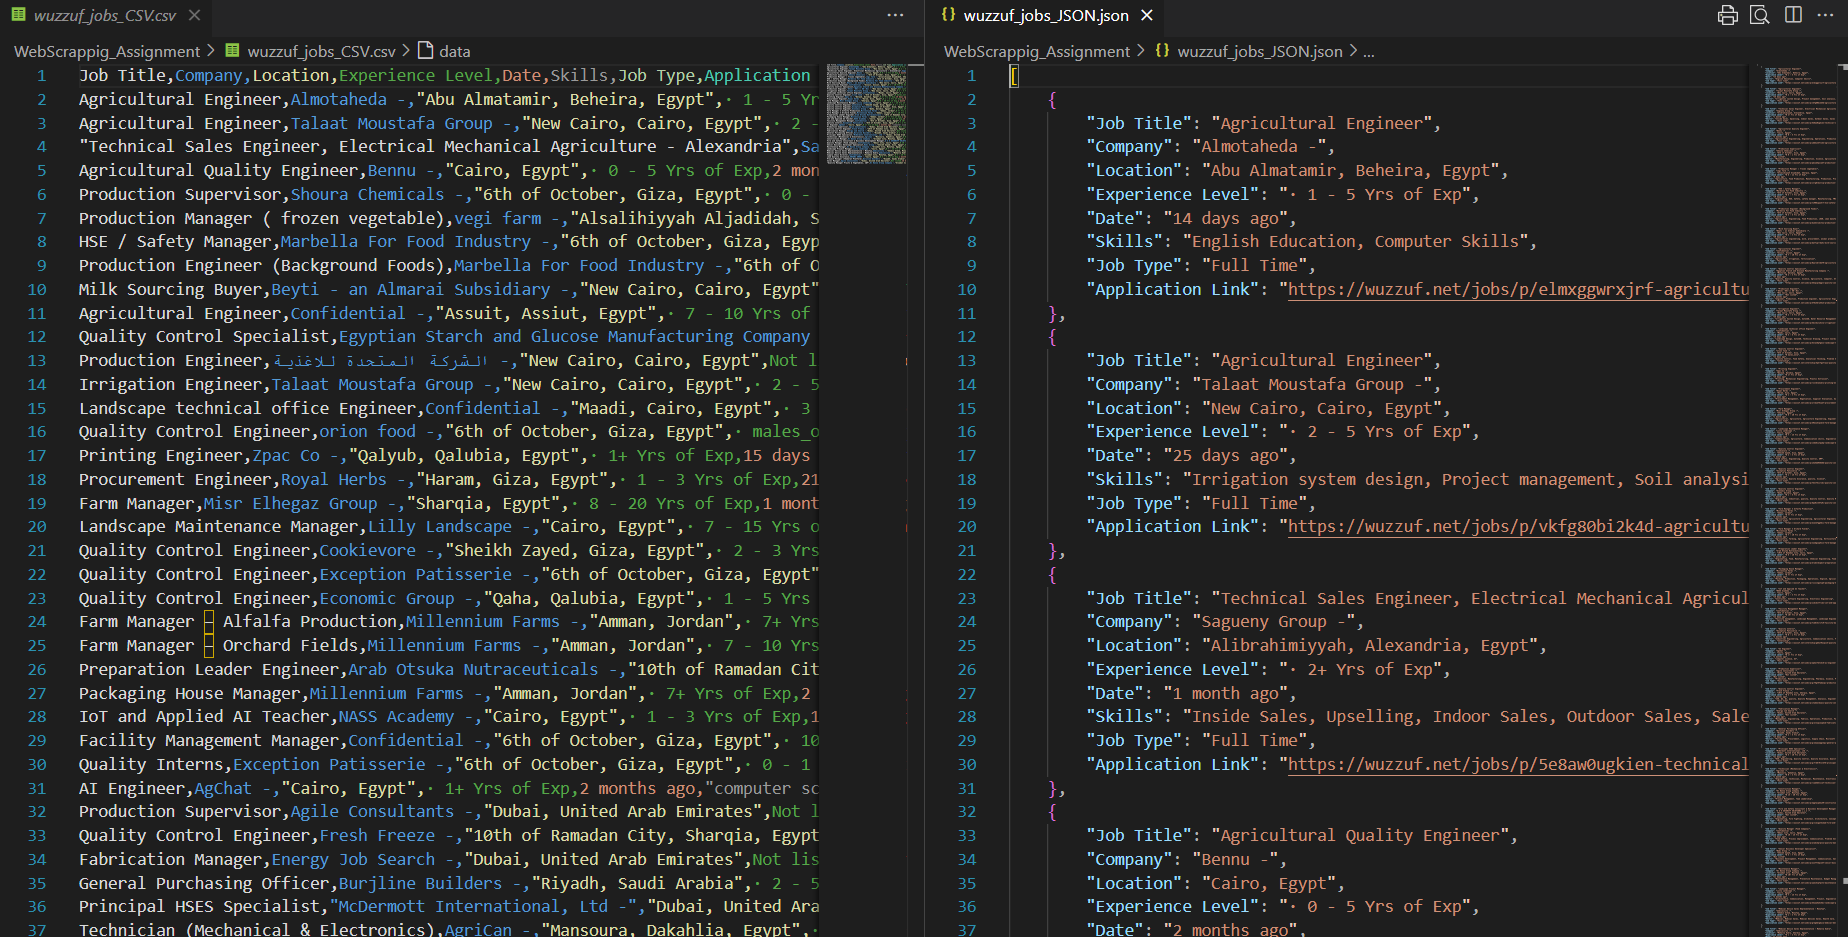 wuzzuf_jobs_CSV.csv
WebScrappig_Assignment > wuzzuf_jobs_CSV.csv > data
1 Job Title,Company,Location,Experience Level,Date,Skills,Job Type,Application
2 Agricultural Engineer,Almotaheda -,"Abu Almatamir, Beheira, Egypt",· 1 - 5 Yr
3 Agricultural Engineer,Talaat Moustafa Group -,"New Cairo, Cairo, Egypt",· 2 -
4 "Technical Sales Engineer, Electrical Mechanical Agriculture - Alexandria",Sa
5 Agricultural Quality Engineer,Bennu -,"Cairo, Egypt",· 0 - 5 Yrs of Exp,2 mon
6 Production Supervisor,Shoura Chemicals -,"6th of October, Giza, Egypt",· 0 -
7 Production Manager ( frozen vegetable),vegi farm -,"Alsalihiyyah Aljadidah, S
8 HSE / Safety Manager,Marbella For Food Industry -,"6th of October, Giza, Egyp
9 Production Engineer (Background Foods),Marbella For Food Industry -,"6th of O
10 Milk Sourcing Buyer,Beyti - an Almarai Subsidiary -,"New Cairo, Cairo, Egypt"
11 Agricultural Engineer,Confidential -,"Assuit, Assiut, Egypt",· 7 - 10 Yrs of
12 Quality Control Specialist,Egyptian Starch and Glucose Manufacturing Company
13 Production Engineer,الشركة المتحدة للاغذية -,"New Cairo, Cairo, Egypt",Not l
14 Irrigation Engineer,Talaat Moustafa Group -,"New Cairo, Cairo, Egypt",· 2 - 5
15 Landscape technical office Engineer,Confidential -,"Maadi, Cairo, Egypt",· 3
16 Quality Control Engineer,orion food -,"6th of October, Giza, Egypt",· males_o
17 Printing Engineer,Zpac Co -,"Qalyub, Qalubia, Egypt",· 1+ Yrs of Exp,15 days
18 Procurement Engineer,Royal Herbs -,"Haram, Giza, Egypt",· 1 - 3 Yrs of Exp,21
19 Farm Manager,Misr Elhegaz Group -,"Sharqia, Egypt",· 8 - 20 Yrs of Exp,1 mont
20 Landscape Maintenance Manager,Lilly Landscape -,"Cairo, Egypt",· 7 - 15 Yrs o
21 Quality Control Engineer,Cookievore -,"Sheikh Zayed, Giza, Egypt",· 2 - 3 Yrs
22 Quality Control Engineer,Exception Patisserie -,"6th of October, Giza, Egypt"
23 Quality Control Engineer,Economic Group -,"Qaha, Qalubia, Egypt",· 1 - 5 Yrs
24 Farm Manager – Alfalfa Production,Millennium Farms -,"Amman, Jordan",· 7+ Yrs
25 Farm Manager – Orchard Fields,Millennium Farms -,"Amman, Jordan",· 7 - 10 Yrs
26 Preparation Leader Engineer,Arab Otsuka Nutraceuticals -,"10th of Ramadan Cit
27 Packaging House Manager,Millennium Farms -,"Amman, Jordan",· 7+ Yrs of Exp,2
28 IoT and Applied AI Teacher,NASS Academy -,"Cairo, Egypt",· 1 - 3 Yrs of Exp,1
29 Facility Management Manager,Confidential -,"6th of October, Giza, Egypt",· 10
30 Quality Interns,Exception Patisserie -,"6th of October, Giza, Egypt",· 0 - 1
31 AI Engineer,AgChat -,"Cairo, Egypt",· 1+ Yrs of Exp,2 months ago,"computer sc
32 Production Supervisor,Agile Consultants -,"Dubai, United Arab Emirates",Not l
33 Quality Control Engineer,Fresh Freeze -,"10th of Ramadan City, Sharqia, Egypt
34 Fabrication Manager,Energy Job Search -,"Dubai, United Arab Emirates",Not lis
35 General Purchasing Officer,Burjline Builders -,"Riyadh, Saudi Arabia",· 2 - 5
36 Principal HSES Specialist,"McDermott International, Ltd -","Dubai, United Ara
37 Technician (Mechanical & Electronics),AgriCan -,"Mansoura, Dakahlia, Egypt",·
{} wuzzuf_jobs_JSON.json
WebScrappig_Assignment > {} wuzzuf_jobs_JSON.json > ...
1 [
2 {
3 "Job Title": "Agricultural Engineer",
4 "Company": "Almotaheda -",
5 "Location": "Abu Almatamir, Beheira, Egypt",
6 "Experience Level": "· 1 - 5 Yrs of Exp",
7 "Date": "14 days ago",
8 "Skills": "English Education, Computer Skills",
9 "Job Type": "Full Time",
10 "Application Link": "https://wuzzuf.net/jobs/p/elmxggwrxjrf-agricultu
11 },
12 {
13 "Job Title": "Agricultural Engineer",
14 "Company": "Talaat Moustafa Group -",
15 "Location": "New Cairo, Cairo, Egypt",
16 "Experience Level": "· 2 - 5 Yrs of Exp",
17 "Date": "25 days ago",
18 "Skills": "Irrigation system design, Project management, Soil analysi
19 "Job Type": "Full Time",
20 "Application Link": "https://wuzzuf.net/jobs/p/vkfg80bi2k4d-agricultu
21 },
22 {
23 "Job Title": "Technical Sales Engineer, Electrical Mechanical Agricul
24 "Company": "Sagueny Group -",
25 "Location": "Alibrahimiyyah, Alexandria, Egypt",
26 "Experience Level": "· 2+ Yrs of Exp",
27 "Date": "1 month ago",
28 "Skills": "Inside Sales, Upselling, Indoor Sales, Outdoor Sales, Sale
29 "Job Type": "Full Time",
30 "Application Link": "https://wuzzuf.net/jobs/p/5e8aw0ugkien-technical
31 },
32 {
33 "Job Title": "Agricultural Quality Engineer",
34 "Company": "Bennu -",
35 "Location": "Cairo, Egypt",
36 "Experience Level": "· 0 - 5 Yrs of Exp",
37 "Date": "2 months ago",